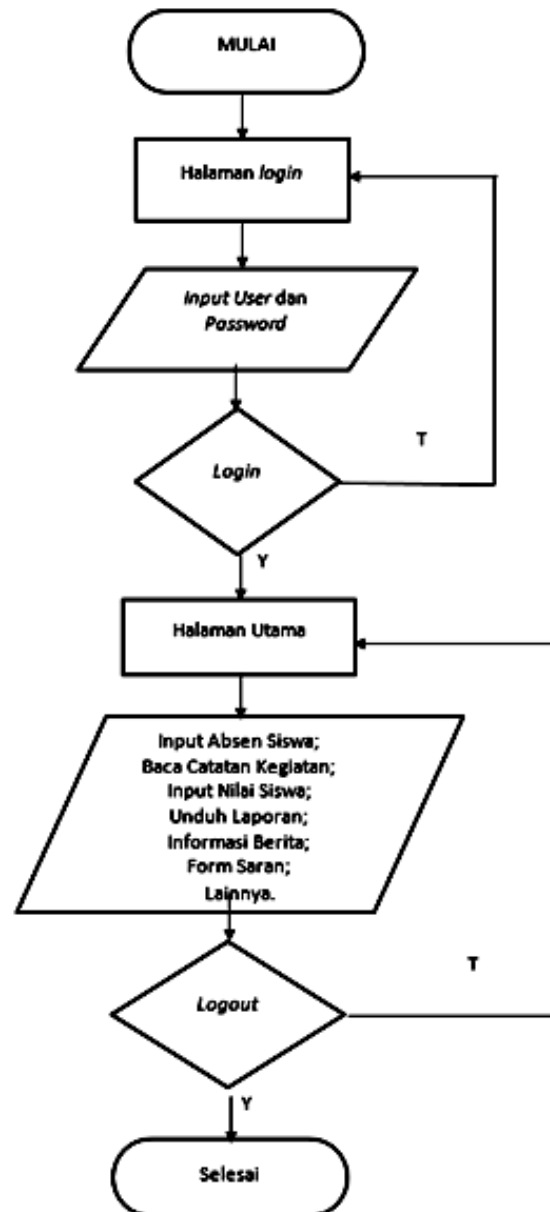 MULAI
Halaman login
Input User dan
Password
Login
T
Y
Halaman Utama
Input Absen Siswa;
Baca Catatan Kegiatan;
Input Nilai Siswa;
Unduh Laporan;
Informasi Berita;
Form Saran;
Lainnya.
Logout
T
Y
Selesai